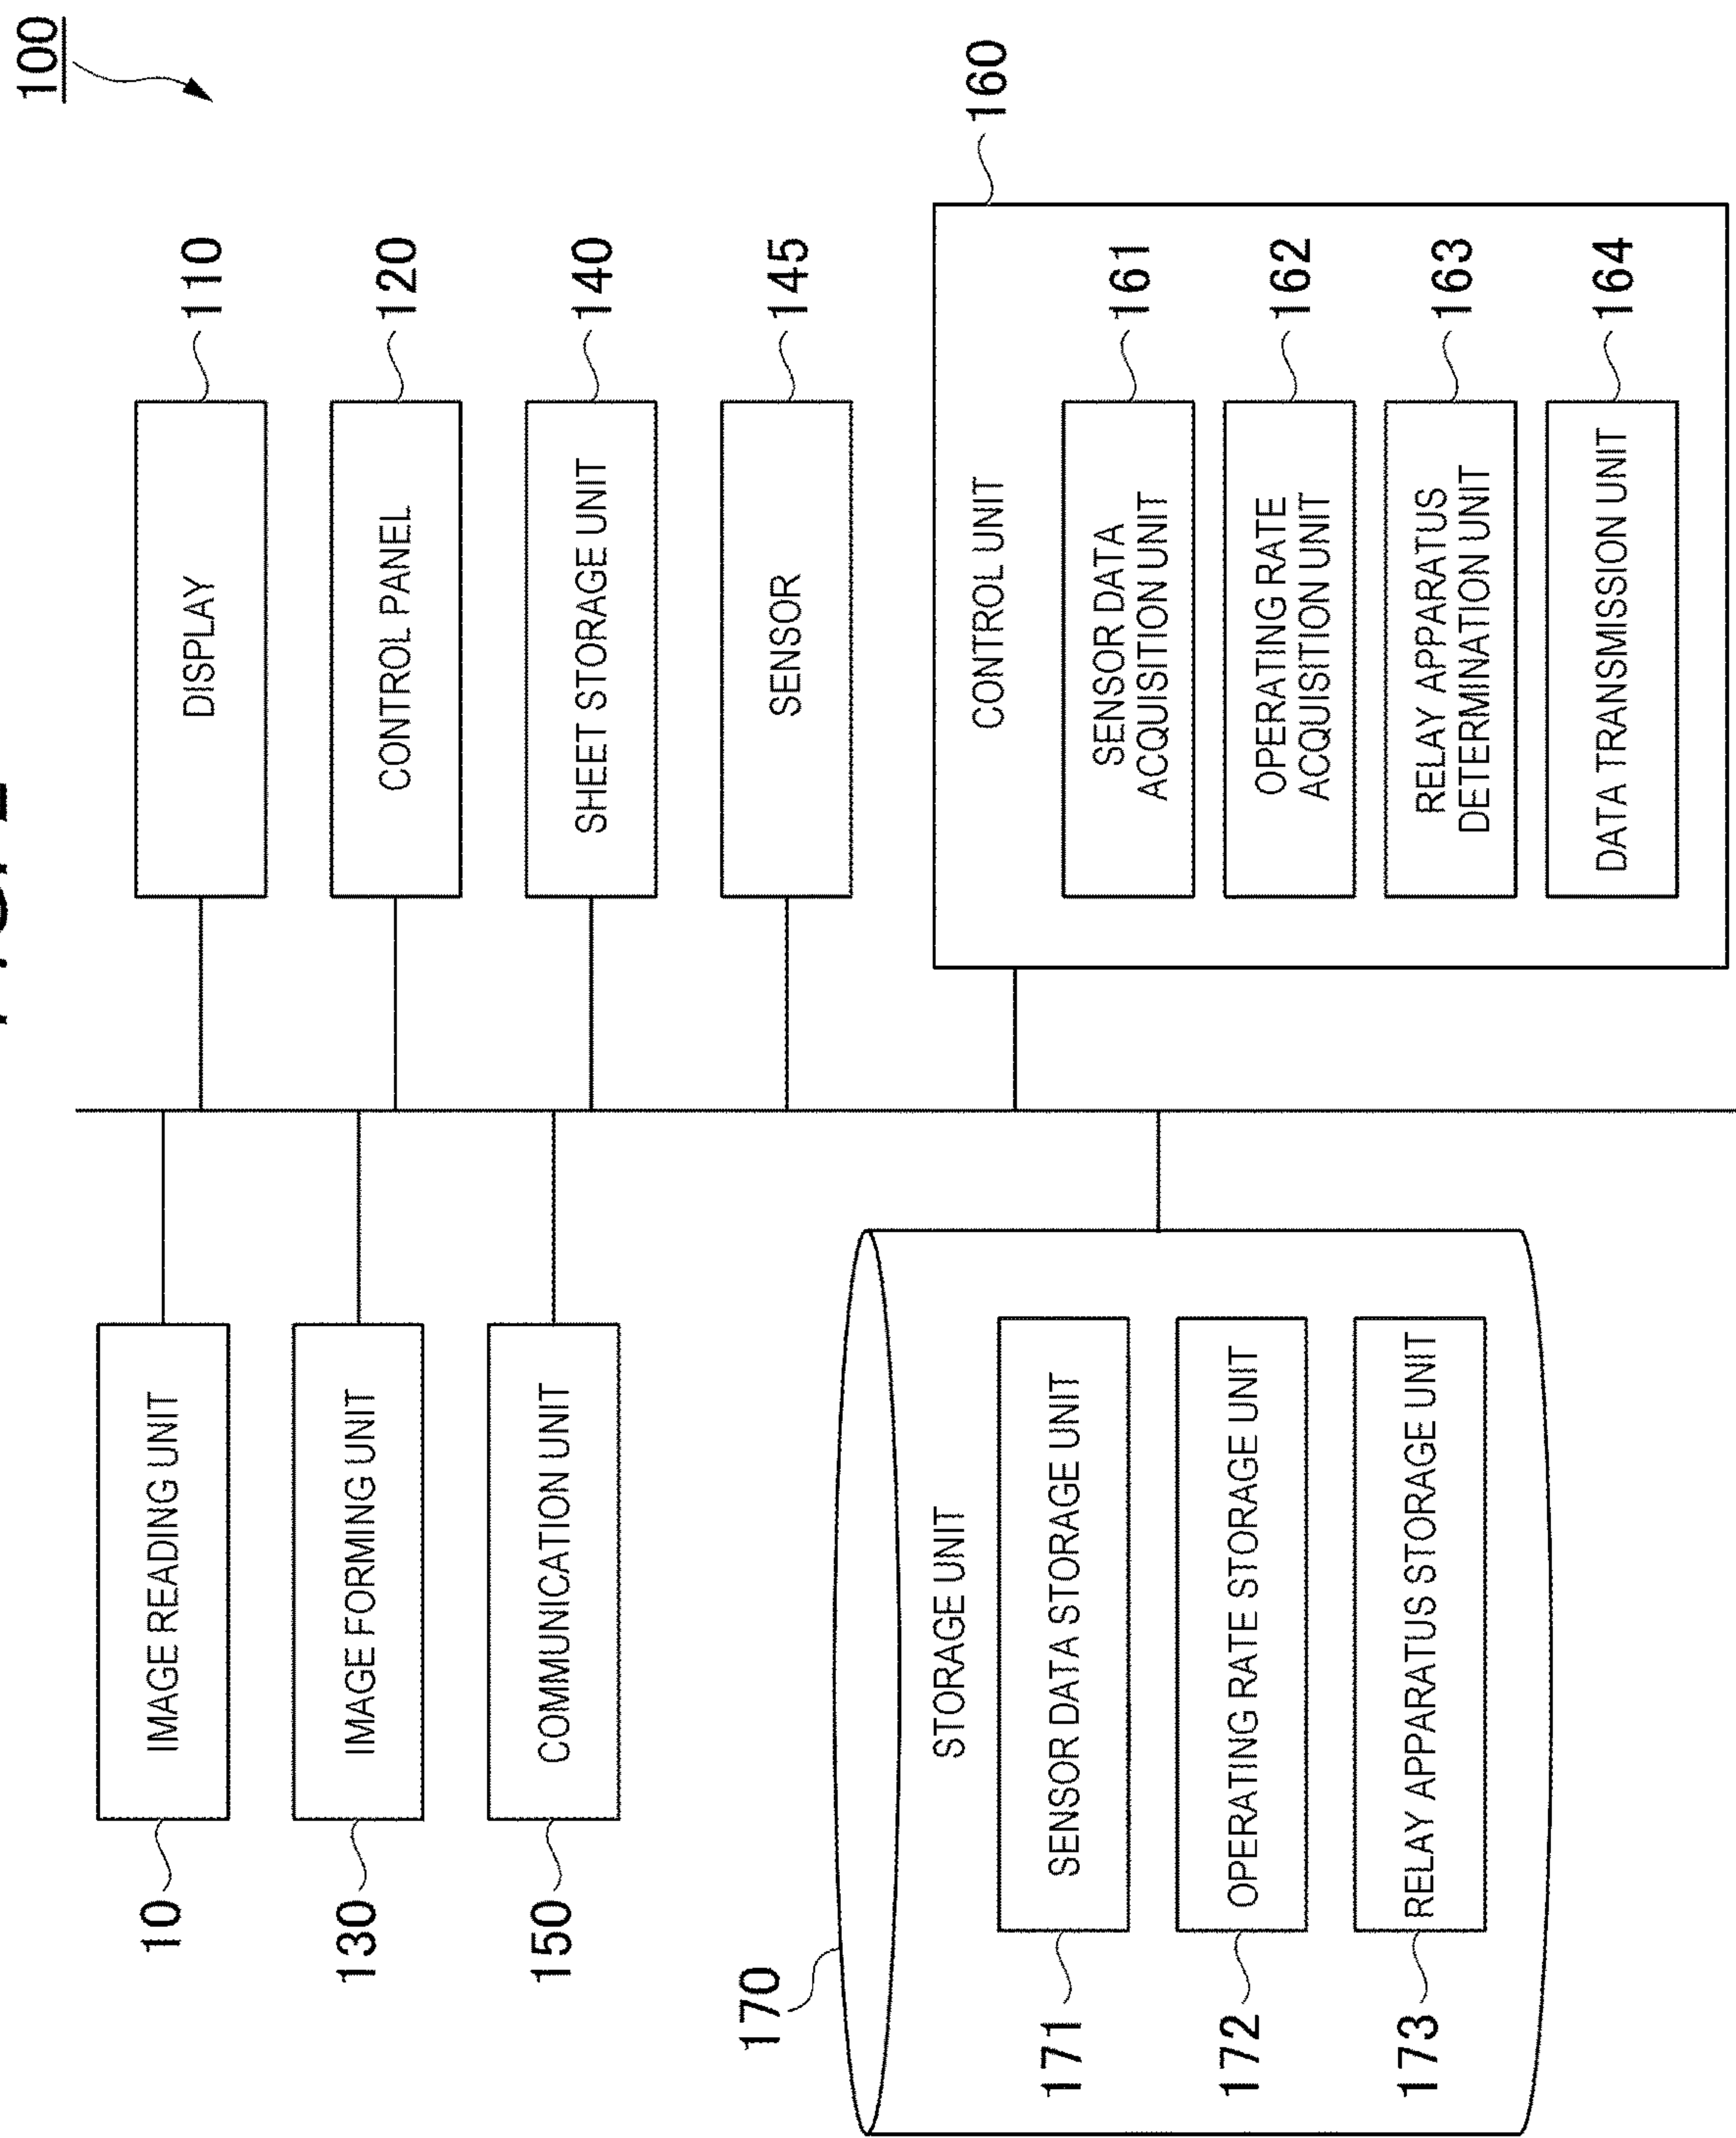 100
10
IMAGE READING UNIT
DISPLAY
110
130
IMAGE FORMING UNIT
CONTROL PANEL
120
150
COMMUNICATION UNIT
SHEET STORAGE UNIT
140
SENSOR
145
170
STORAGE UNIT
171
SENSOR DATA STORAGE UNIT
172
OPERATING RATE STORAGE UNIT
173
RELAY APPARATUS STORAGE UNIT
160
CONTROL UNIT
SENSOR DATA
ACQUISITION UNIT
161
OPERATING RATE
ACQUISITION UNIT
162
RELAY APPARATUS
DETERMINATION UNIT
163
DATA TRANSMISSION UNIT
164